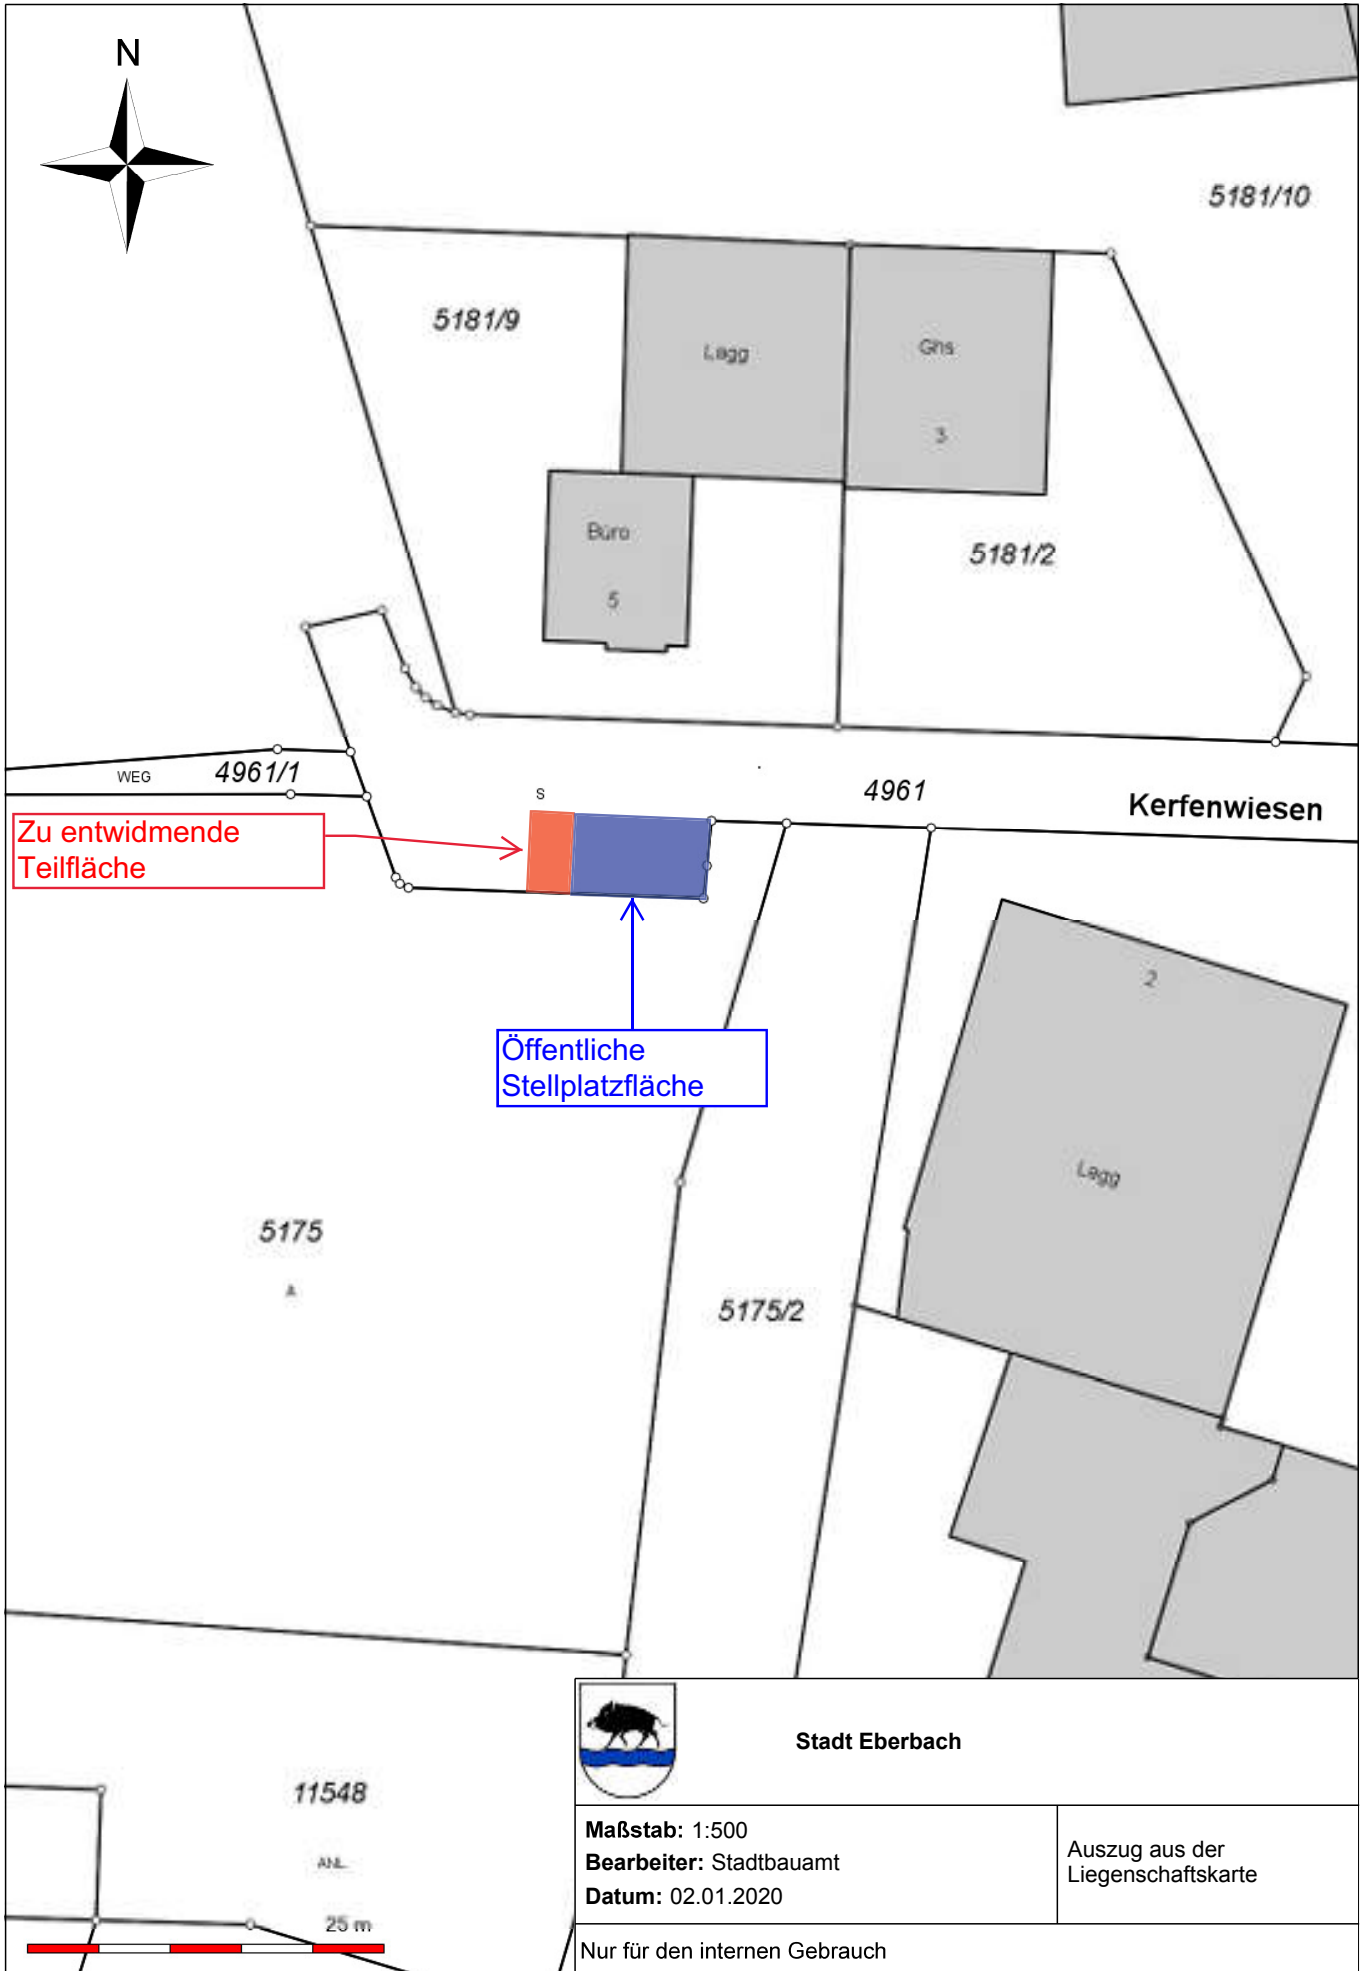 N
5181/10
5181/9
Lagg
Ghs
3
Büro
5
5181/2
WEG
4961/1
S
4961
Kerfenwiesen
Zu entwidmende
Teilfläche
2
Öffentliche
Stellplatzfläche
Lagg
5175
A
5175/2
Stadt Eberbach
11548
ANL.
25 m
Maßstab: 1:500
Bearbeiter: Stadtbauamt
Datum: 02.01.2020
Auszug aus der
Liegenschaftskarte
Nur für den internen Gebrauch